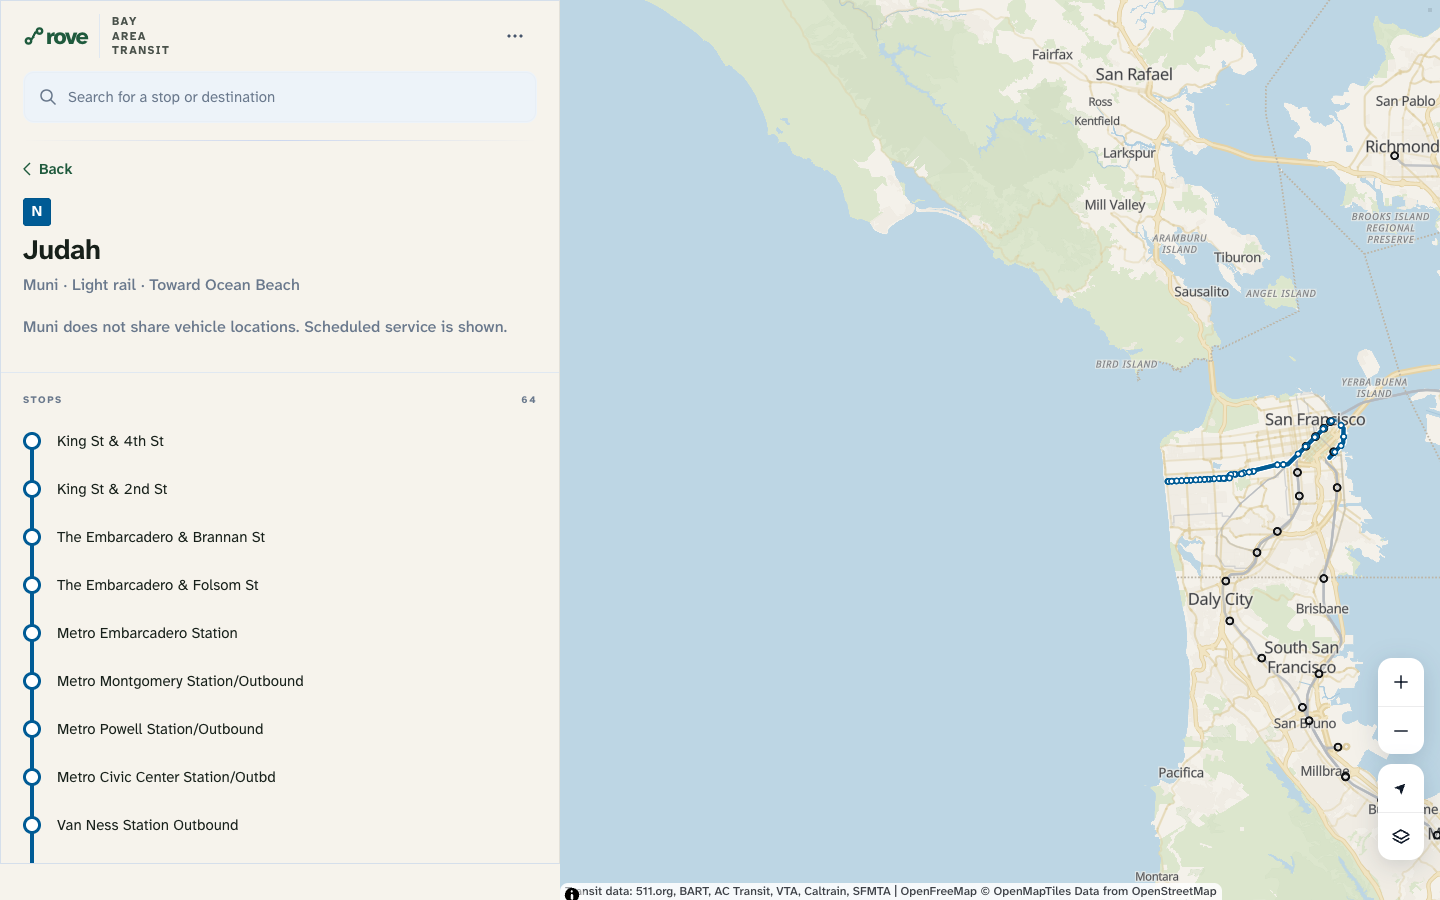 rove
BAY
AREA
TRANSIT
Search for a stop or destination
Back
N
Judah
Muni · Light rail · Toward Ocean Beach
Muni does not share vehicle locations. Scheduled service is shown.
STOPS
64
King St & 4th St
King St & 2nd St
The Embarcadero & Brannan St
The Embarcadero & Folsom St
Metro Embarcadero Station
Metro Montgomery Station/Outbound
Metro Powell Station/Outbound
Metro Civic Center Station/Outbd
Van Ness Station Outbound
Fairfax
San Rafael
Ross
Kentfield
San Pablo
Richmond
Larkspur
Mill Valley
BROOKS ISLAND
REGIONAL
PRESERVE
ARAMBURU
ISLAND
Tiburon
Sausalito
ANGEL ISLAND
BIRD ISLAND
YERBA BUENA
ISLAND
San Francisco
Daly City
Brisbane
South San
Francisco
San Bruno
Pacifica
Millbrae
Montara
nsit data: 511.org, BART, AC Transit, VTA, Caltrain, SFMTA | OpenFreeMap © OpenMapTiles Data from OpenStreetMap